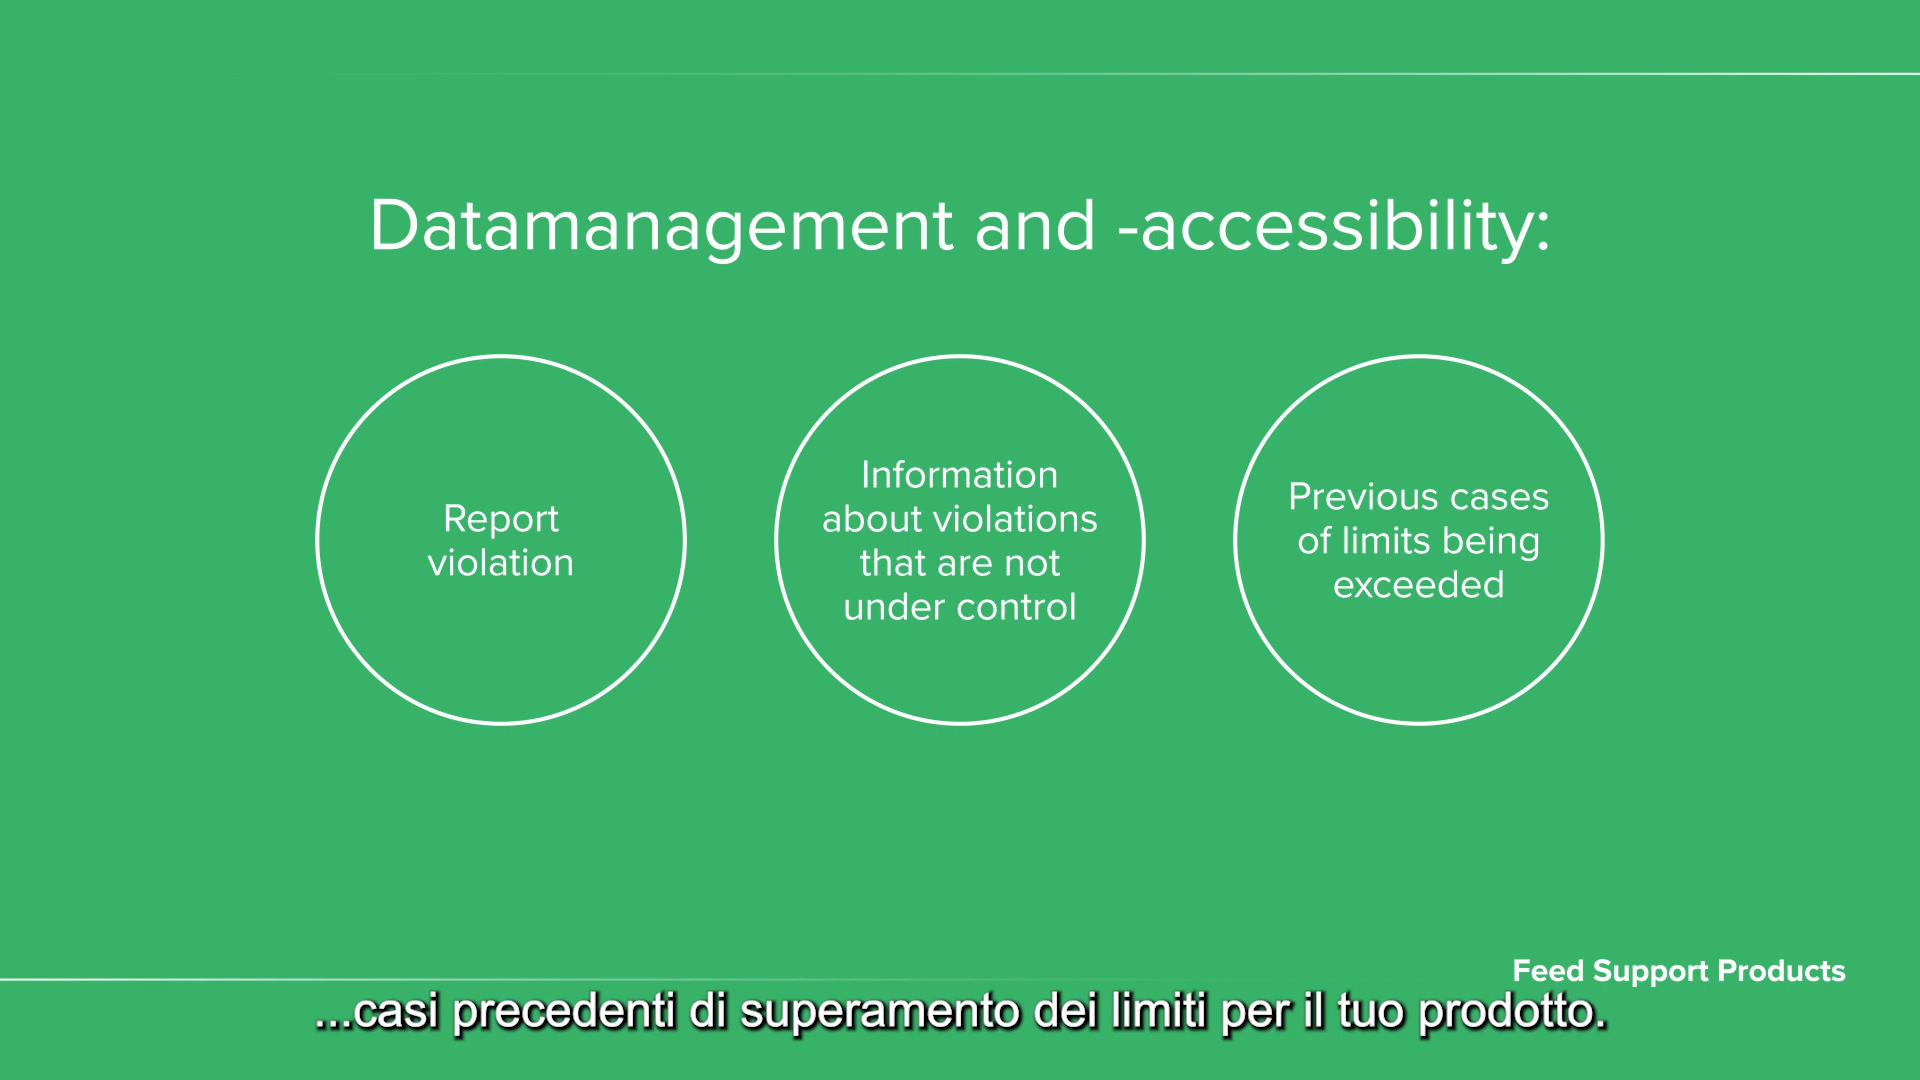 Datamanagement and -accessibility:
Report
violation
Information
about violations
that are not
under control
Previous cases
of limits being
exceeded
Feed Support Products
...casi precedenti di superamento dei limiti per il tuo prodotto.